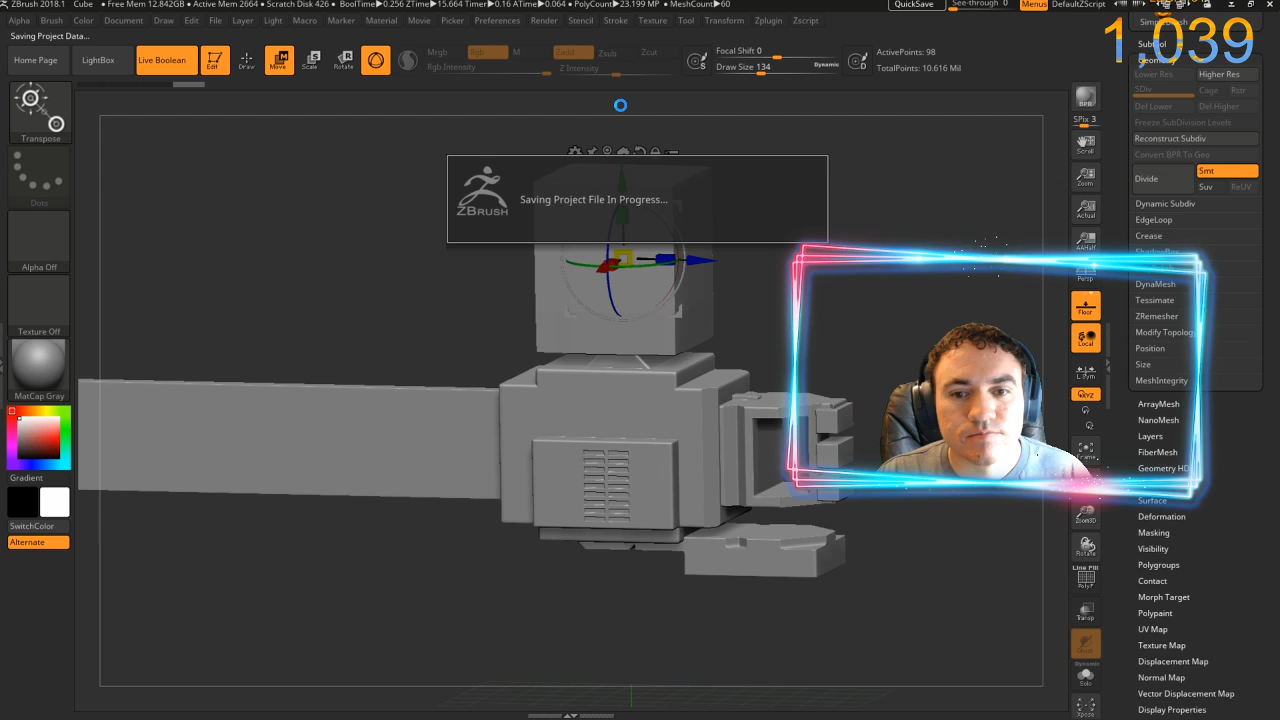 ZBrush 2018.1 Cube • Free Mem 12.842GB • Active Mem 2664 • Scratch Disk 426 • BoolTime▶0.256 ZTime▶15.664 Timer▶0.16 ATime▶0.064 • PolyCount▶23.199 MP • MeshCount▶60 QuickSave See-through 0 Menus DefaultZScript
Alpha Brush Color Document Draw Edit File Layer Light Macro Marker Material Movie Picker Preferences Render Stencil Stroke Texture Tool Transform Zplugin Zscript
Saving Project Data...
1,039
Home Page LightBox Live Boolean Edit Draw Move Scale Rotate
Mrgb Rgb M
Rgb Intensity
Zadd Zsub Zcut
Z Intensity
Focal Shift 0
Draw Size 134 Dynamic
ActivePoints: 98
TotalPoints: 10.616 Mil
Transpose
Dots
Alpha Off
Texture Off
MatCap Gray
Gradient
SwitchColor
Alternate
ZBRUSH
Saving Project File In Progress...
BPR
SPix 3
Scroll
Zoom
Actual
AAHalf
Persp
Floor
Local
L.Sym
XYZ
Frame
Zoom3D
Rotate
Line Fill
PolyF
Transp
Dynamic
Solo
Xpose
Subtool
Lower Res Higher Res
SDiv Cage Rstr
Del Lower Del Higher
Freeze SubDivision Levels
Reconstruct Subdiv
Convert BPR To Geo
Divide Smt
Suv ReUV
Dynamic Subdiv
EdgeLoop
Crease
DynaMesh
Tessimate
ZRemesher
Modify Topolog
Position
Size
MeshIntegrity
ArrayMesh
NanoMesh
Layers
FiberMesh
Geometry HD
Surface
Deformation
Masking
Visibility
Polygroups
Contact
Morph Target
Polypaint
UV Map
Texture Map
Displacement Map
Normal Map
Vector Displacement Map
Display Properties